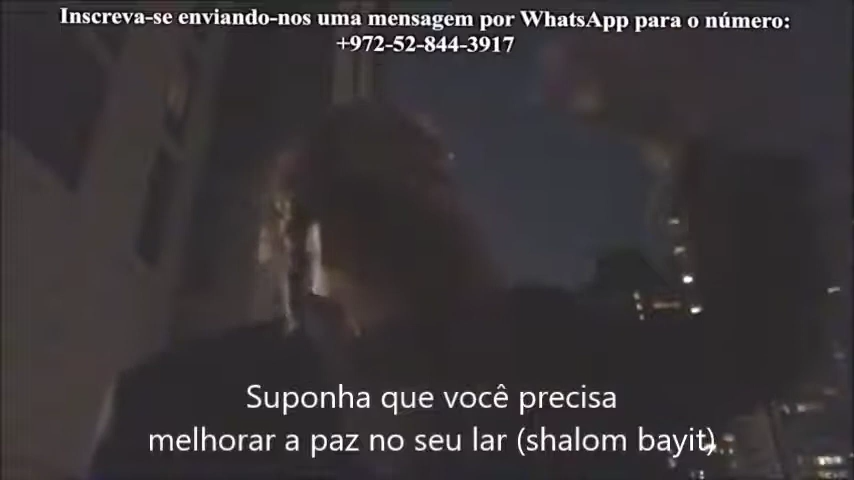 Inscreva-se enviando-nos uma mensagem por WhatsApp para o número:
+972-52-844-3917
Suponha que você precisa
melhorar a paz no seu lar (shalom bayit)